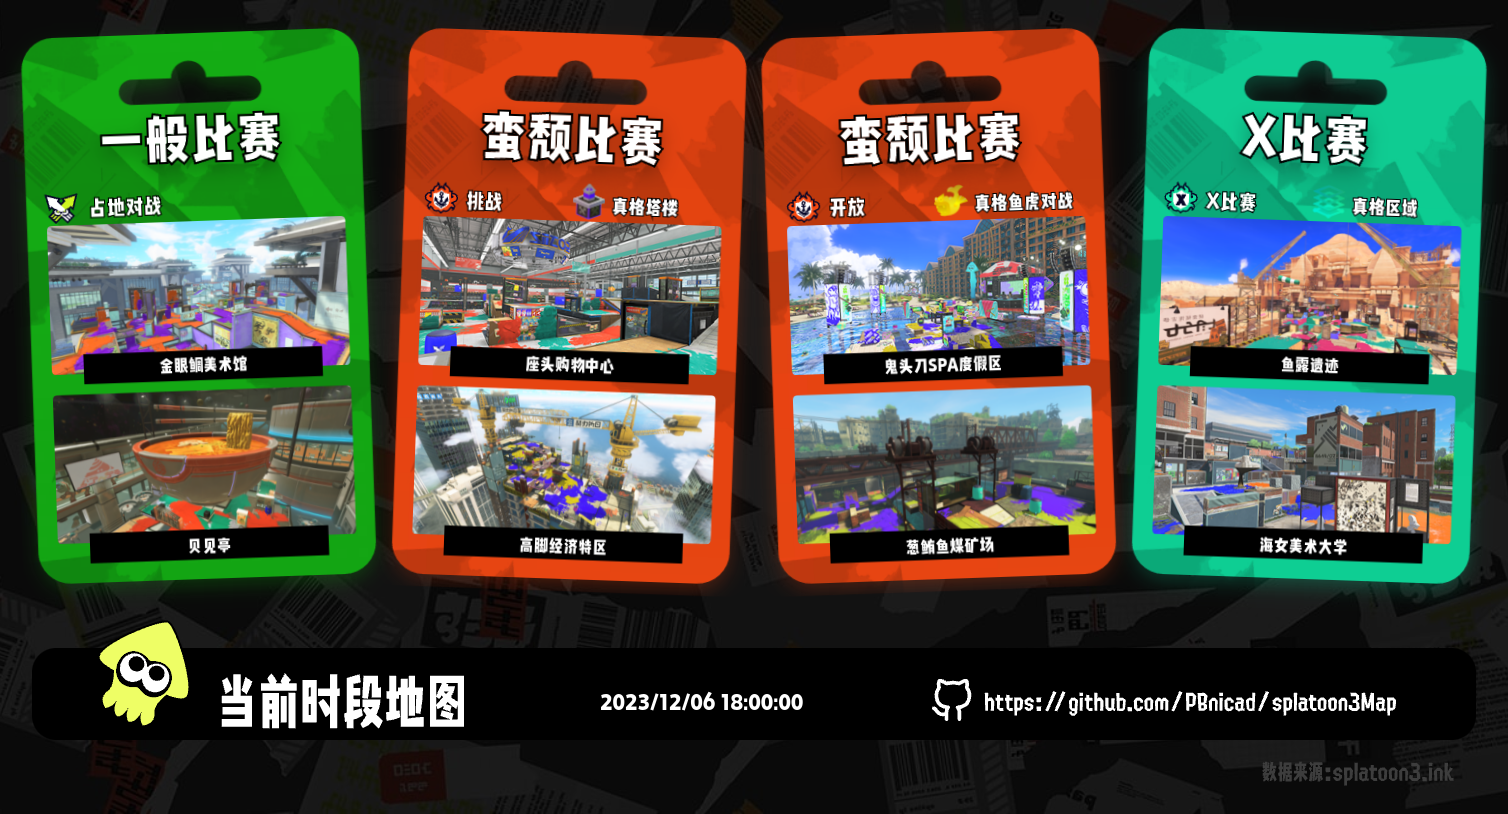 一般比赛
占地对战
金眼鲷美术馆
贝见亭
蛮颓比赛
挑战
真格塔楼
座头购物中心
高脚经济特区
蛮颓比赛
开放
真格鱼虎对战
鬼头刀SPA度假区
葱鲔鱼煤矿场
X比赛
X比赛
真格区域
鱼露遗迹
海女美术大学
当前时段地图
2023/12/06 18:00:00
https://github.com/PBnicad/splatoon3Map
数据来源:splatoon3.ink